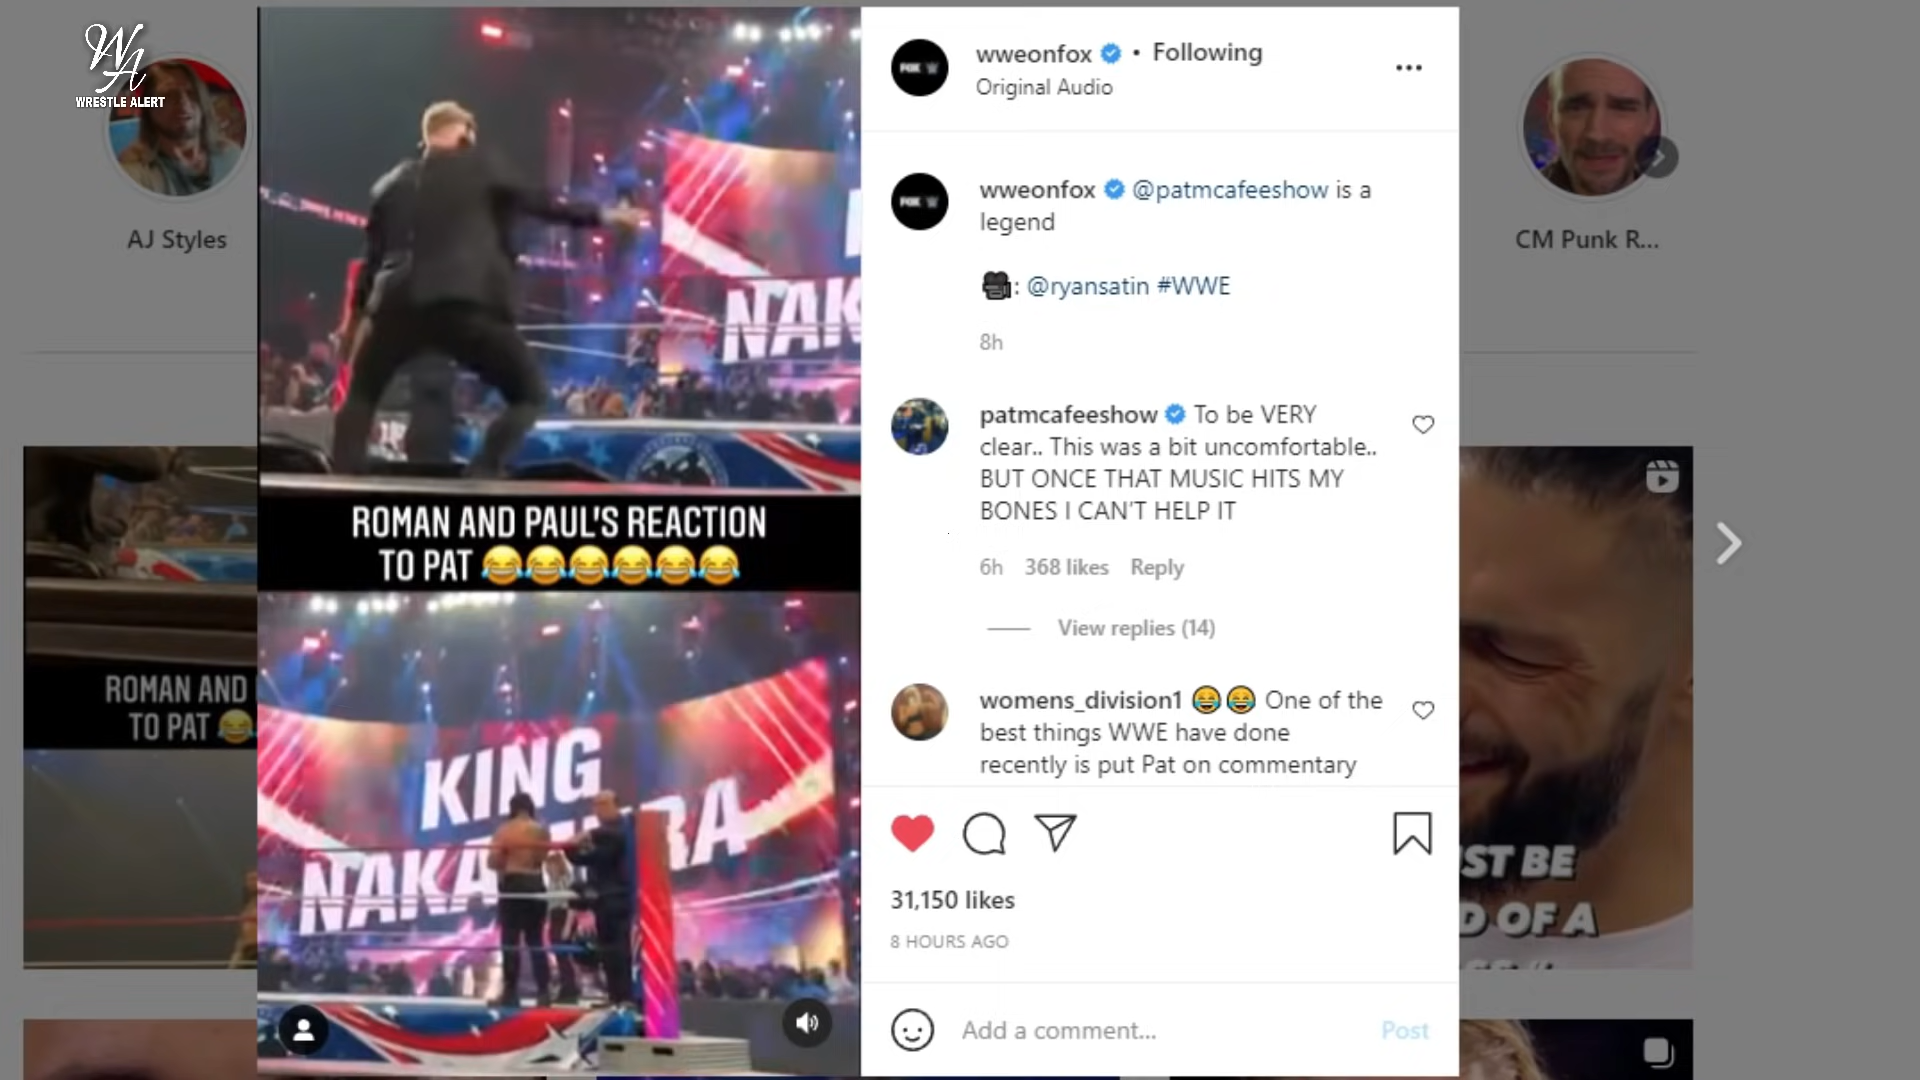 WA
WRESTLE ALERT
AJ Styles
ROMAN AND
TO PAT 😂
NAK
ROMAN AND PAUL'S REACTION
TO PAT 😂😂😂😂😂😂
KING
NAKA
RA
wweonfox • Following
Original Audio
wweonfox @patmcafeeshow is a
legend
🎥: @ryansatin #WWE
8h
patmcafeeshow To be VERY
clear.. This was a bit uncomfortable..
BUT ONCE THAT MUSIC HITS MY
BONES I CAN'T HELP IT
6h 368 likes Reply
View replies (14)
womens_division1 😂😂 One of the
best things WWE have done
recently is put Pat on commentary
31,150 likes
8 HOURS AGO
Add a comment... Post
CM Punk R...
ST BE
D OF A